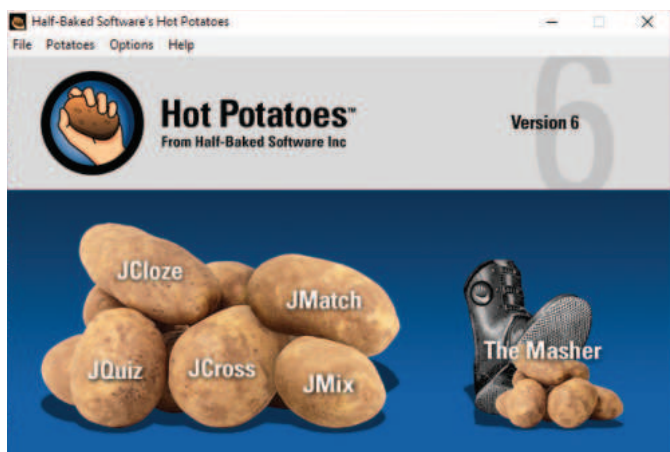 Half-Baked Software's Hot Potatoes
File Potatoes Options Help
Hot Potatoes™
From Half-Baked Software Inc
6
Version 6
JCloze
JMatch
JQuiz
JCross
JMix
The Masher